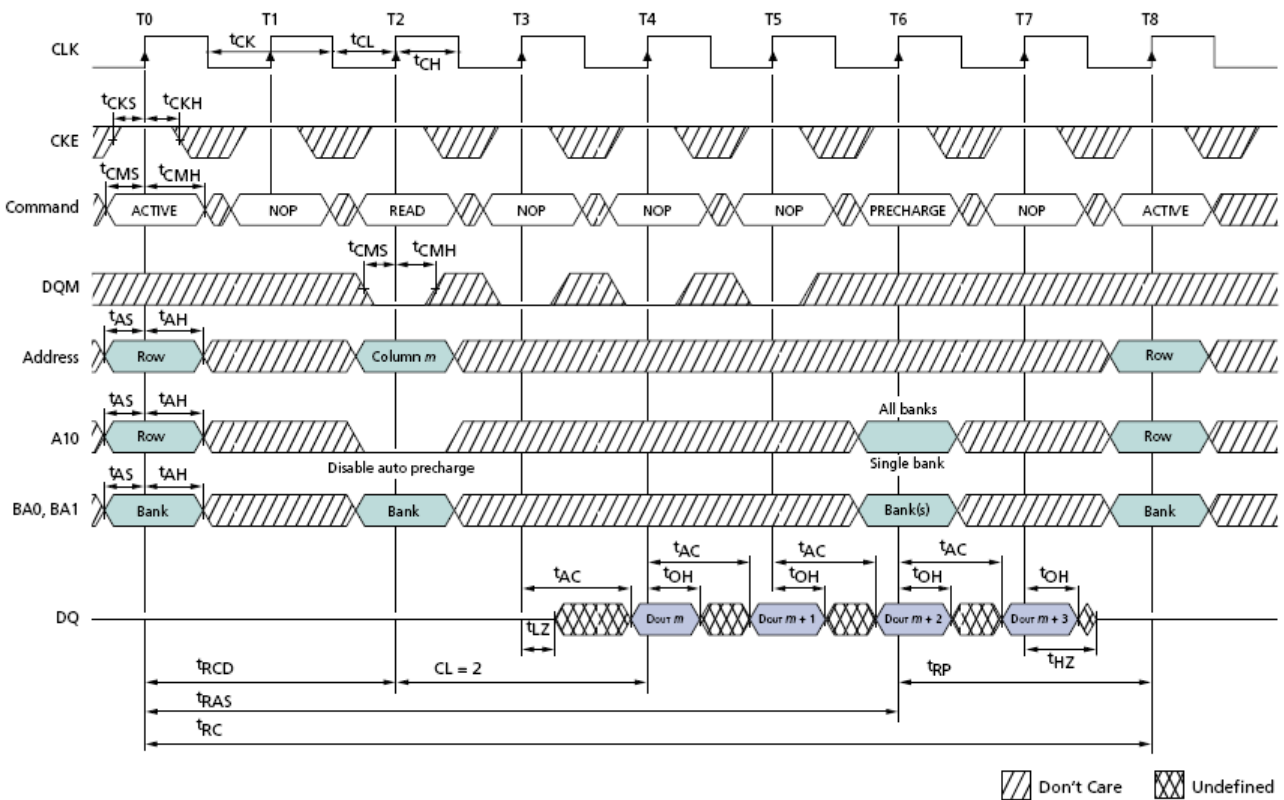 T0 T1 T2 T3 T4 T5 T6 T7 T8
CLK
tCK tCL tCH
tCKS tCKH
CKE
tCMS tCMH
Command ACTIVE NOP READ NOP NOP NOP PRECHARGE NOP ACTIVE
tCMS tCMH
DQM
tAS tAH
Address Row Column m Row
tAS tAH All banks
A10 Row Row
Disable auto precharge Single bank
tAS tAH
BA0, BA1 Bank Bank Bank(s) Bank
tAC tAC tAC tAC
tOH tOH tOH tOH
DQ DOUT m DOUT m + 1 DOUT m + 2 DOUT m + 3
tLZ tHZ
tRCD CL = 2 tRP
tRAS
tRC
Don't Care Undefined